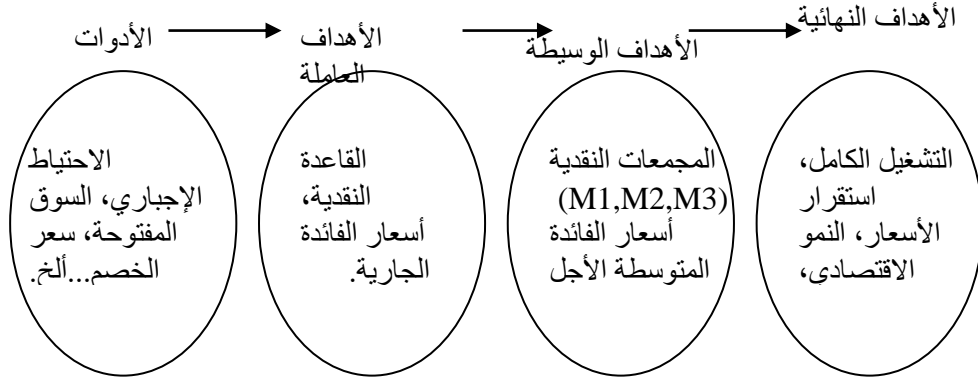 الأدوات
الأهداف
العاملة
الأهداف الوسيطة
الأهداف النهائية
الاحتياط
الإجباري، السوق
المفتوحة، سعر
الخصم...ألخ.
القاعدة
النقدية،
أسعار الفائدة
الجارية.
المجمعات النقدية
(M1,M2,M3)
أسعار الفائدة
المتوسطة الأجل
التشغيل الكامل،
استقرار
الأسعار، النمو
الاقتصادي،